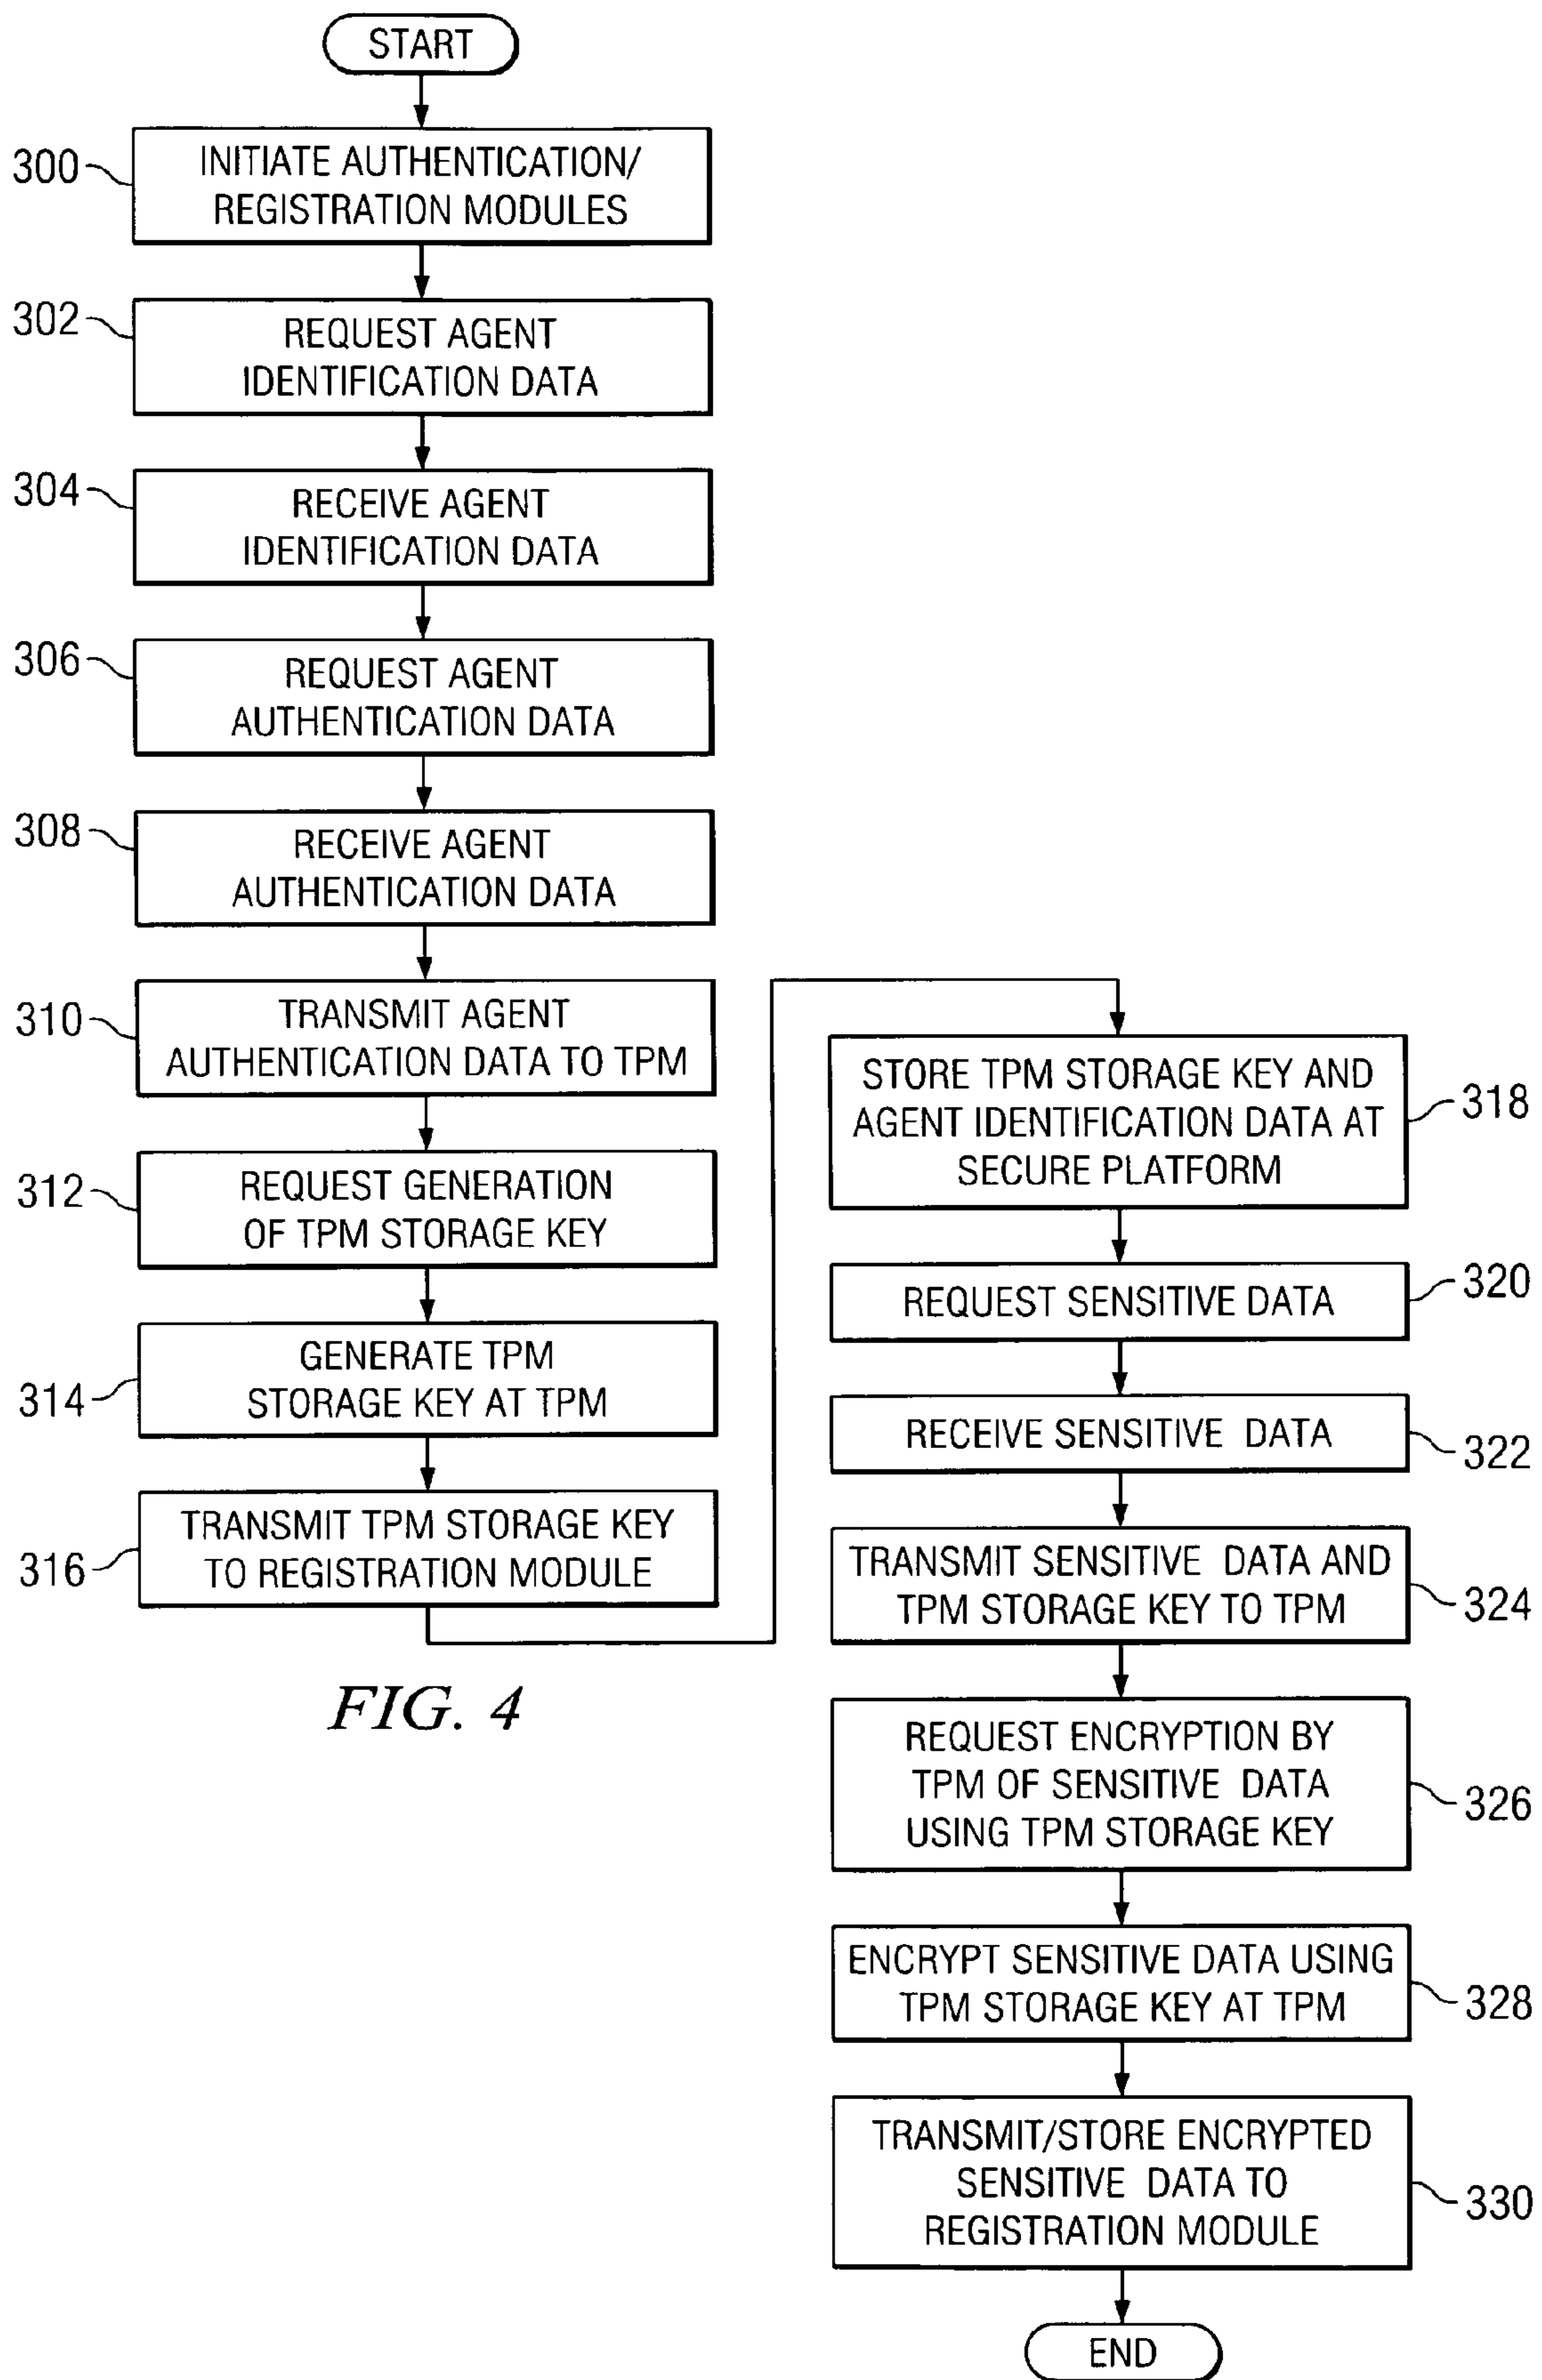 START
300
INITIATE AUTHENTICATION/
REGISTRATION MODULES
302
REQUEST AGENT
IDENTIFICATION DATA
304
RECEIVE AGENT
IDENTIFICATION DATA
306
REQUEST AGENT
AUTHENTICATION DATA
308
RECEIVE AGENT
AUTHENTICATION DATA
310
TRANSMIT AGENT
AUTHENTICATION DATA TO TPM
312
REQUEST GENERATION
OF TPM STORAGE KEY
314
GENERATE TPM
STORAGE KEY AT TPM
316
TRANSMIT TPM STORAGE KEY
TO REGISTRATION MODULE
FIG. 4
STORE TPM STORAGE KEY AND
AGENT IDENTIFICATION DATA AT
SECURE PLATFORM
318
REQUEST SENSITIVE DATA
320
RECEIVE SENSITIVE DATA
322
TRANSMIT SENSITIVE DATA AND
TPM STORAGE KEY TO TPM
324
REQUEST ENCRYPTION BY
TPM OF SENSITIVE DATA
USING TPM STORAGE KEY
326
ENCRYPT SENSITIVE DATA USING
TPM STORAGE KEY AT TPM
328
TRANSMIT/STORE ENCRYPTED
SENSITIVE DATA TO
REGISTRATION MODULE
330
END